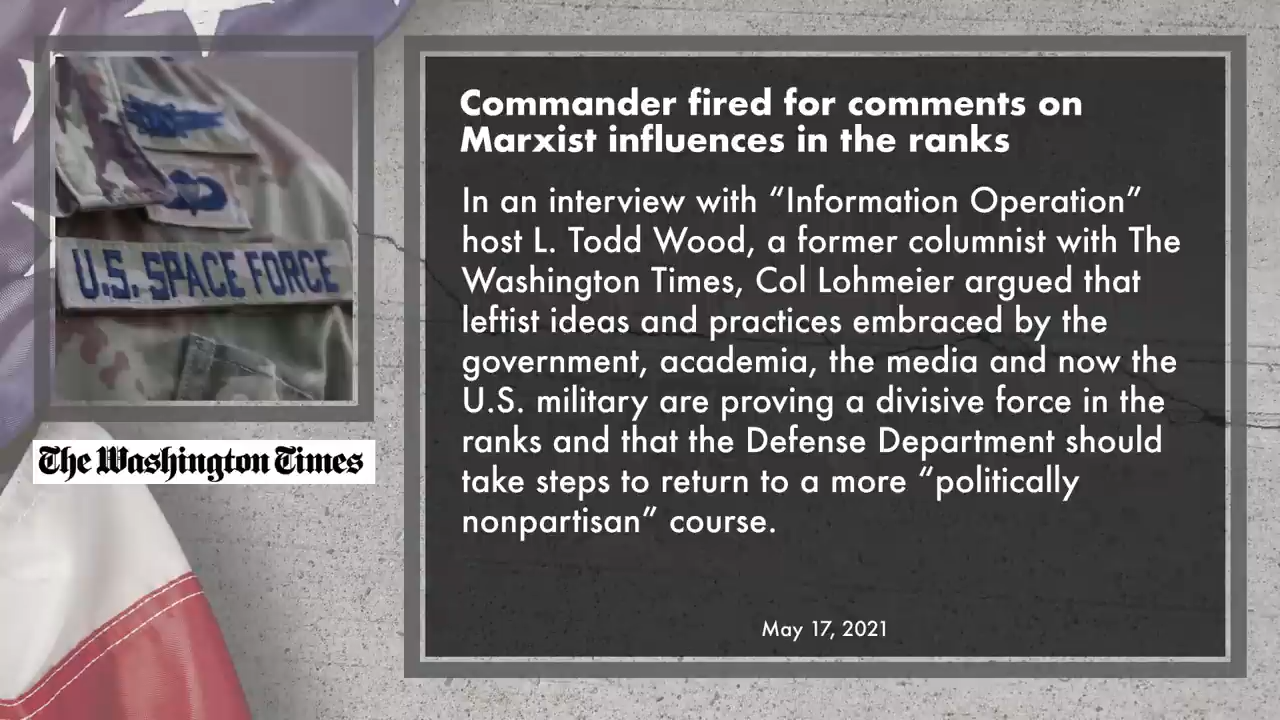 U.S. SPACE FORCE
The Washington Times
Commander fired for comments on
Marxist influences in the ranks
In an interview with “Information Operation”
host L. Todd Wood, a former columnist with The
Washington Times, Col Lohmeier argued that
leftist ideas and practices embraced by the
government, academia, the media and now the
U.S. military are proving a divisive force in the
ranks and that the Defense Department should
take steps to return to a more “politically
nonpartisan” course.
May 17, 2021